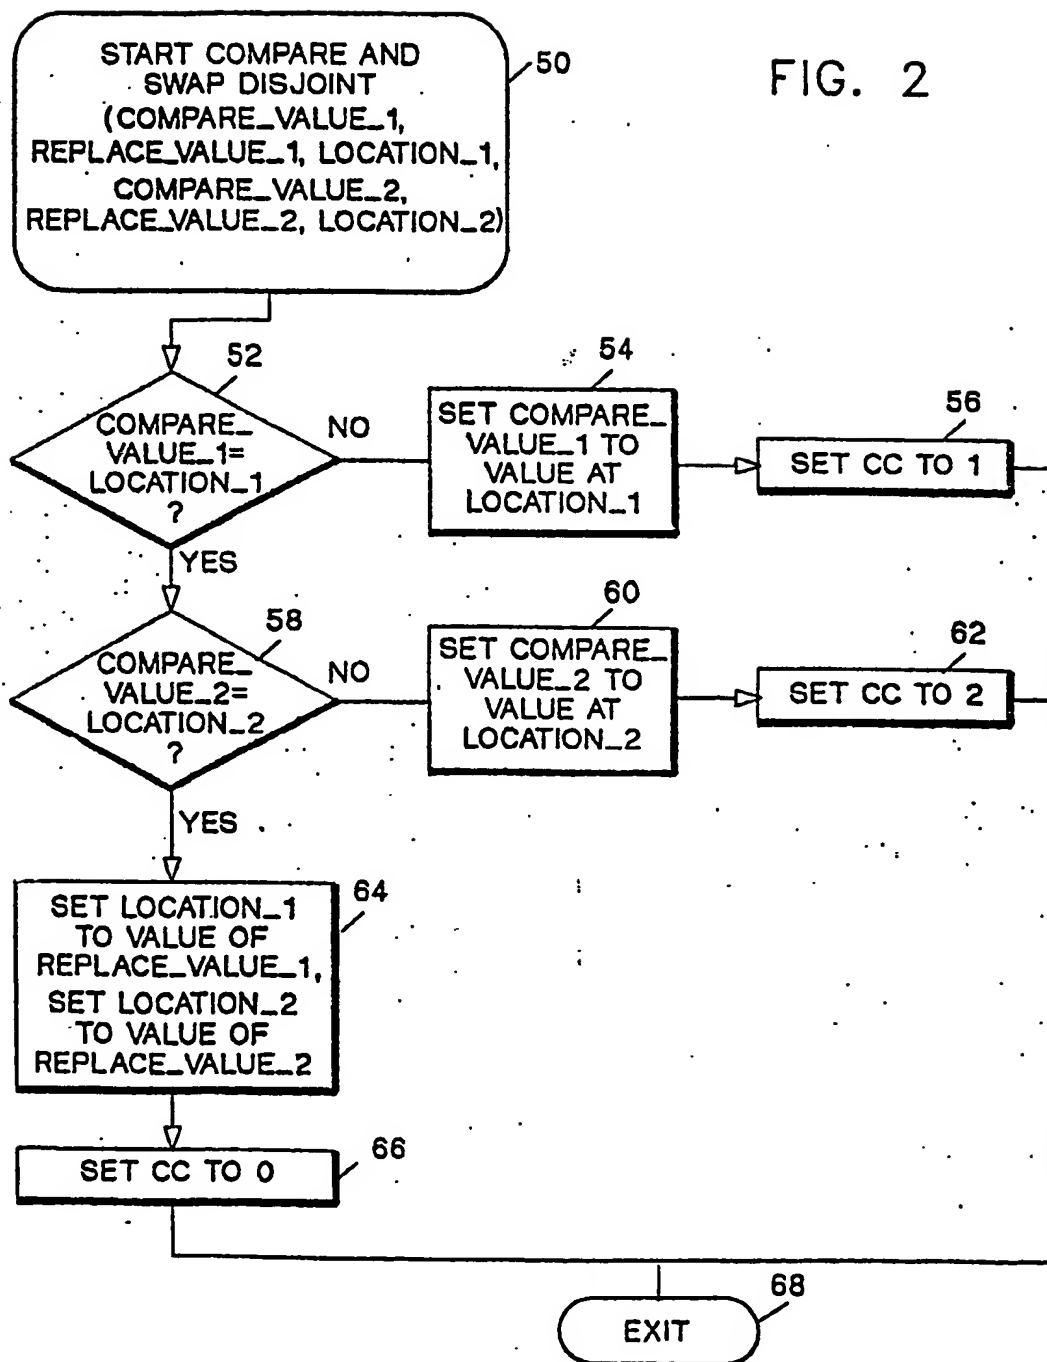 START COMPARE AND
SWAP DISJOINT
(COMPARE_VALUE_1,
REPLACE_VALUE_1, LOCATION_1,
COMPARE_VALUE_2,
REPLACE_VALUE_2, LOCATION_2)
50
FIG. 2
52
COMPARE_
VALUE_1=
LOCATION_1
?
NO
54
SET COMPARE_
VALUE_1 TO
VALUE AT
LOCATION_1
56
SET CC TO 1
YES
58
COMPARE_
VALUE_2=
LOCATION_2
?
NO
60
SET COMPARE_
VALUE_2 TO
VALUE AT
LOCATION_2
62
SET CC TO 2
YES
64
SET LOCATION_1
TO VALUE OF
REPLACE_VALUE_1,
SET LOCATION_2
TO VALUE OF
REPLACE_VALUE_2
66
SET CC TO 0
68
EXIT